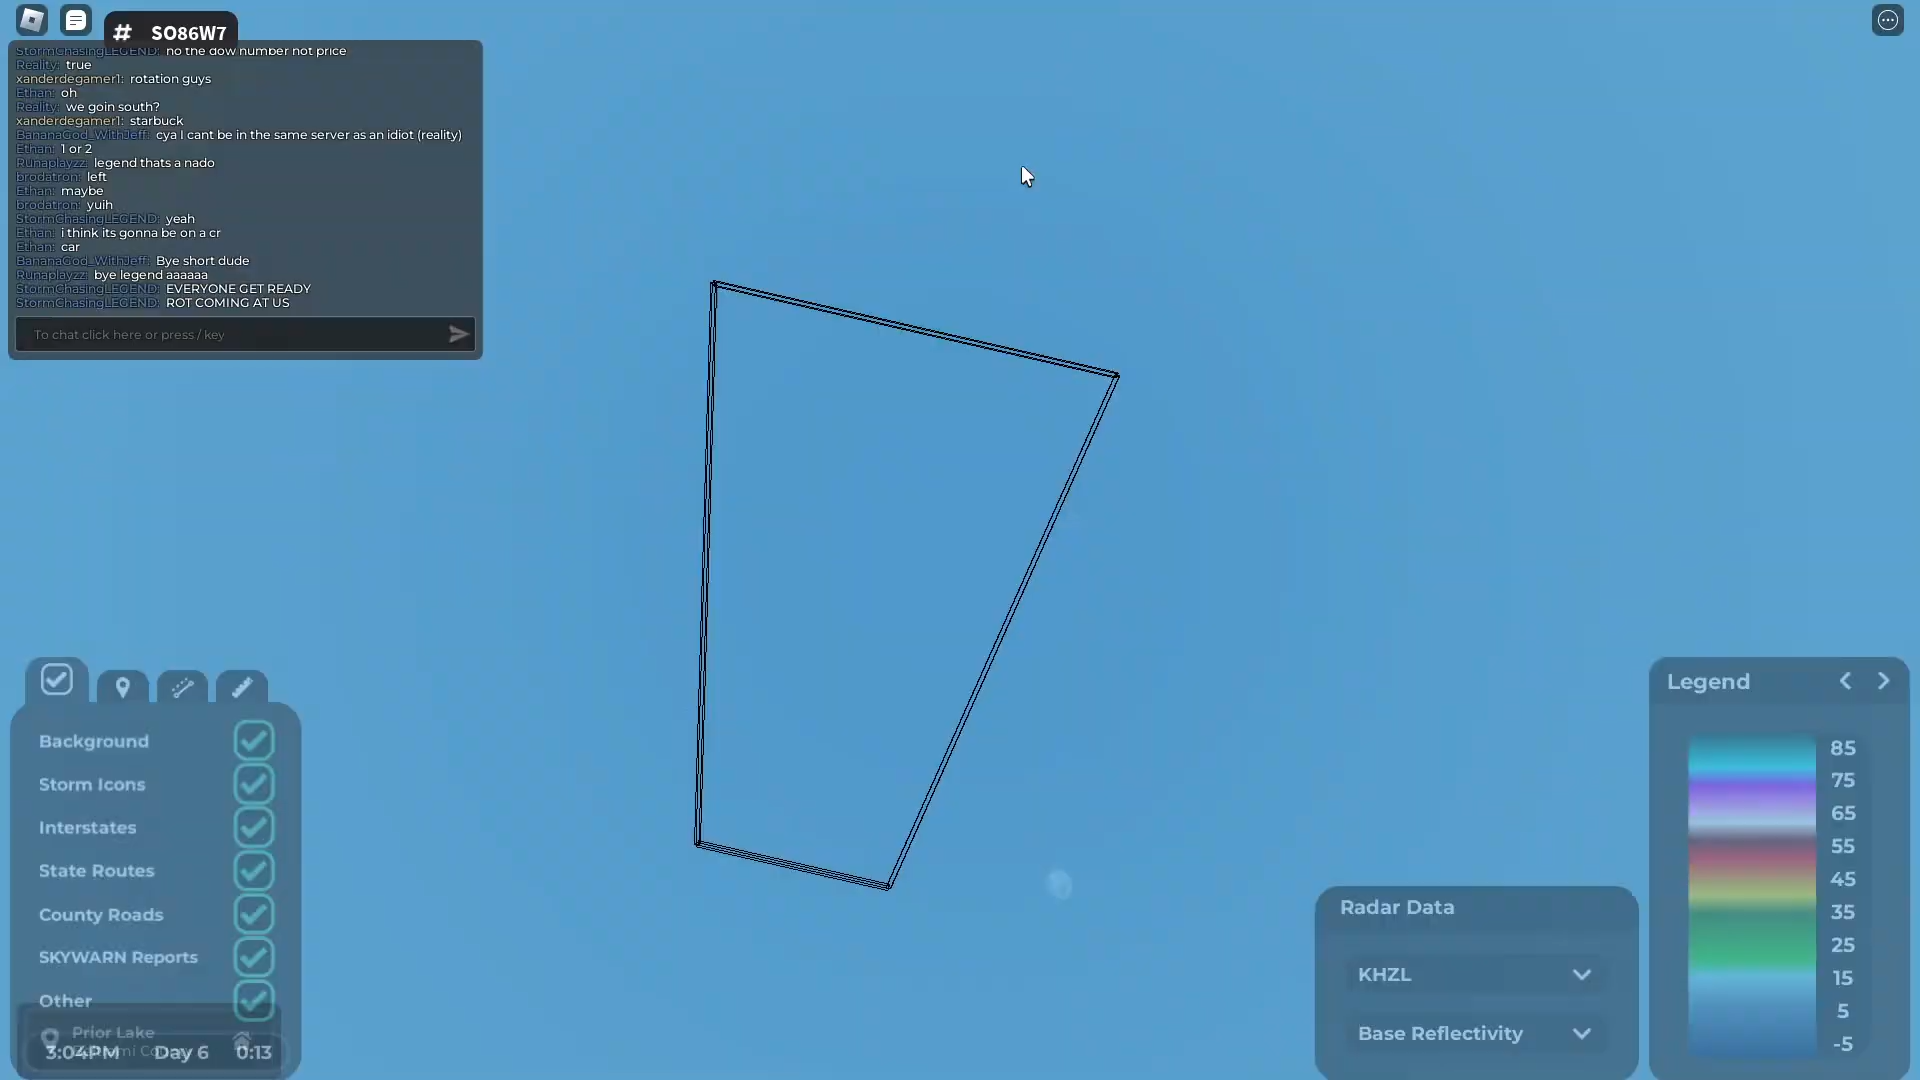 # SO86W7
StormChasingLEGEND: no the dow number not price
Reality: true
xanderdegamer1: rotation guys
Ethan: oh
Reality: we goin south?
xanderdegamer1: starbuck
BananaGod_WithJeff: cya I cant be in the same server as an idiot (reality)
Ethan: 1 or 2
Runaplayzz: legend thats a nado
brodatron: left
Ethan: maybe
brodatron: yuih
StormChasingLEGEND: yeah
Ethan: i think its gonna be on a cr
Ethan: car
BananaGod_WithJeff: Bye short dude
Runaplayzz: bye legend aaaaaa
StormChasingLEGEND: EVERYONE GET READY
StormChasingLEGEND: ROT COMING AT US
To chat click here or press / key
Background
Storm Icons
Interstates
State Routes
County Roads
SKYWARN Reports
Other
Prior Lake
3:04PM Day 6 0:13
Radar Data
KHZL
Base Reflectivity
Legend
85
75
65
55
45
35
25
15
5
-5